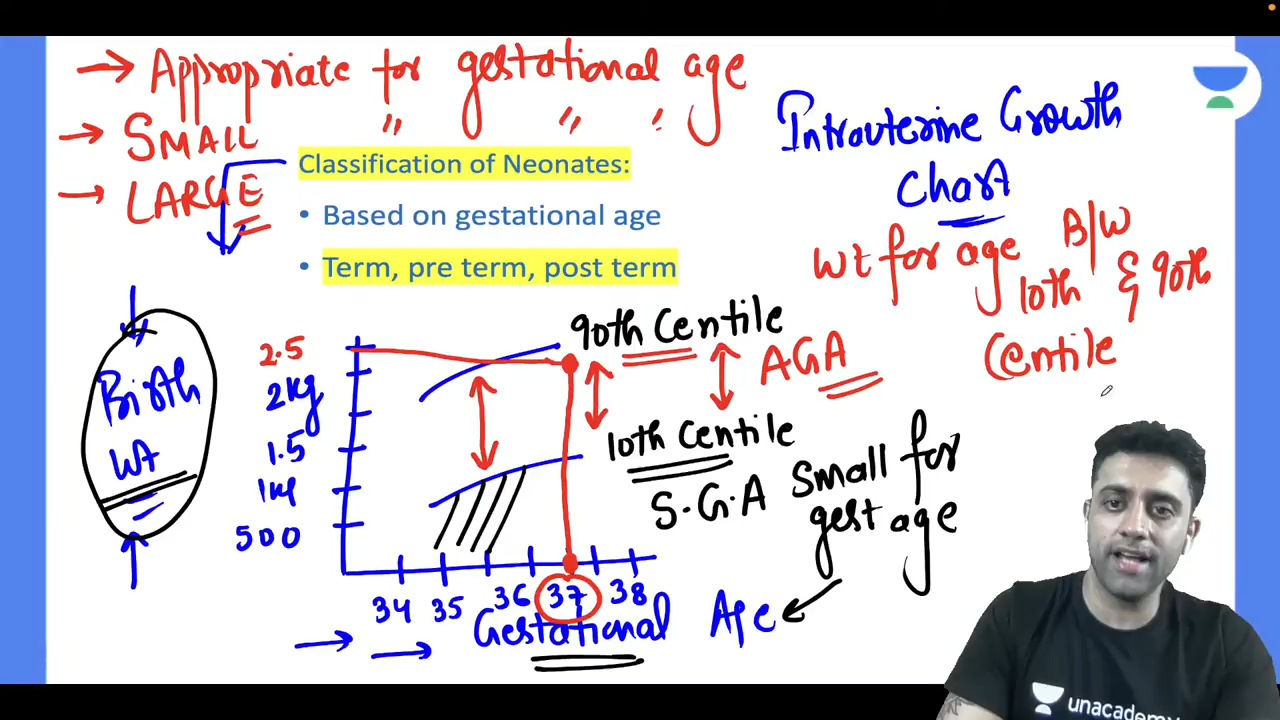 → Appropriate for gestational age
→ SMALL " " "
→ LARGE
Classification of Neonates:
• Based on gestational age
• Term, pre term, post term
Intrauterine Growth
Chart
Wt for age B/W
10th & 90th
Centile
Birth
Wt
2.5
2kg
1.5
1kg
500
90th Centile
AGA
10th Centile
S.G.A Small for
gest age
34 35 36 37 38
Gestational Age
unacademy